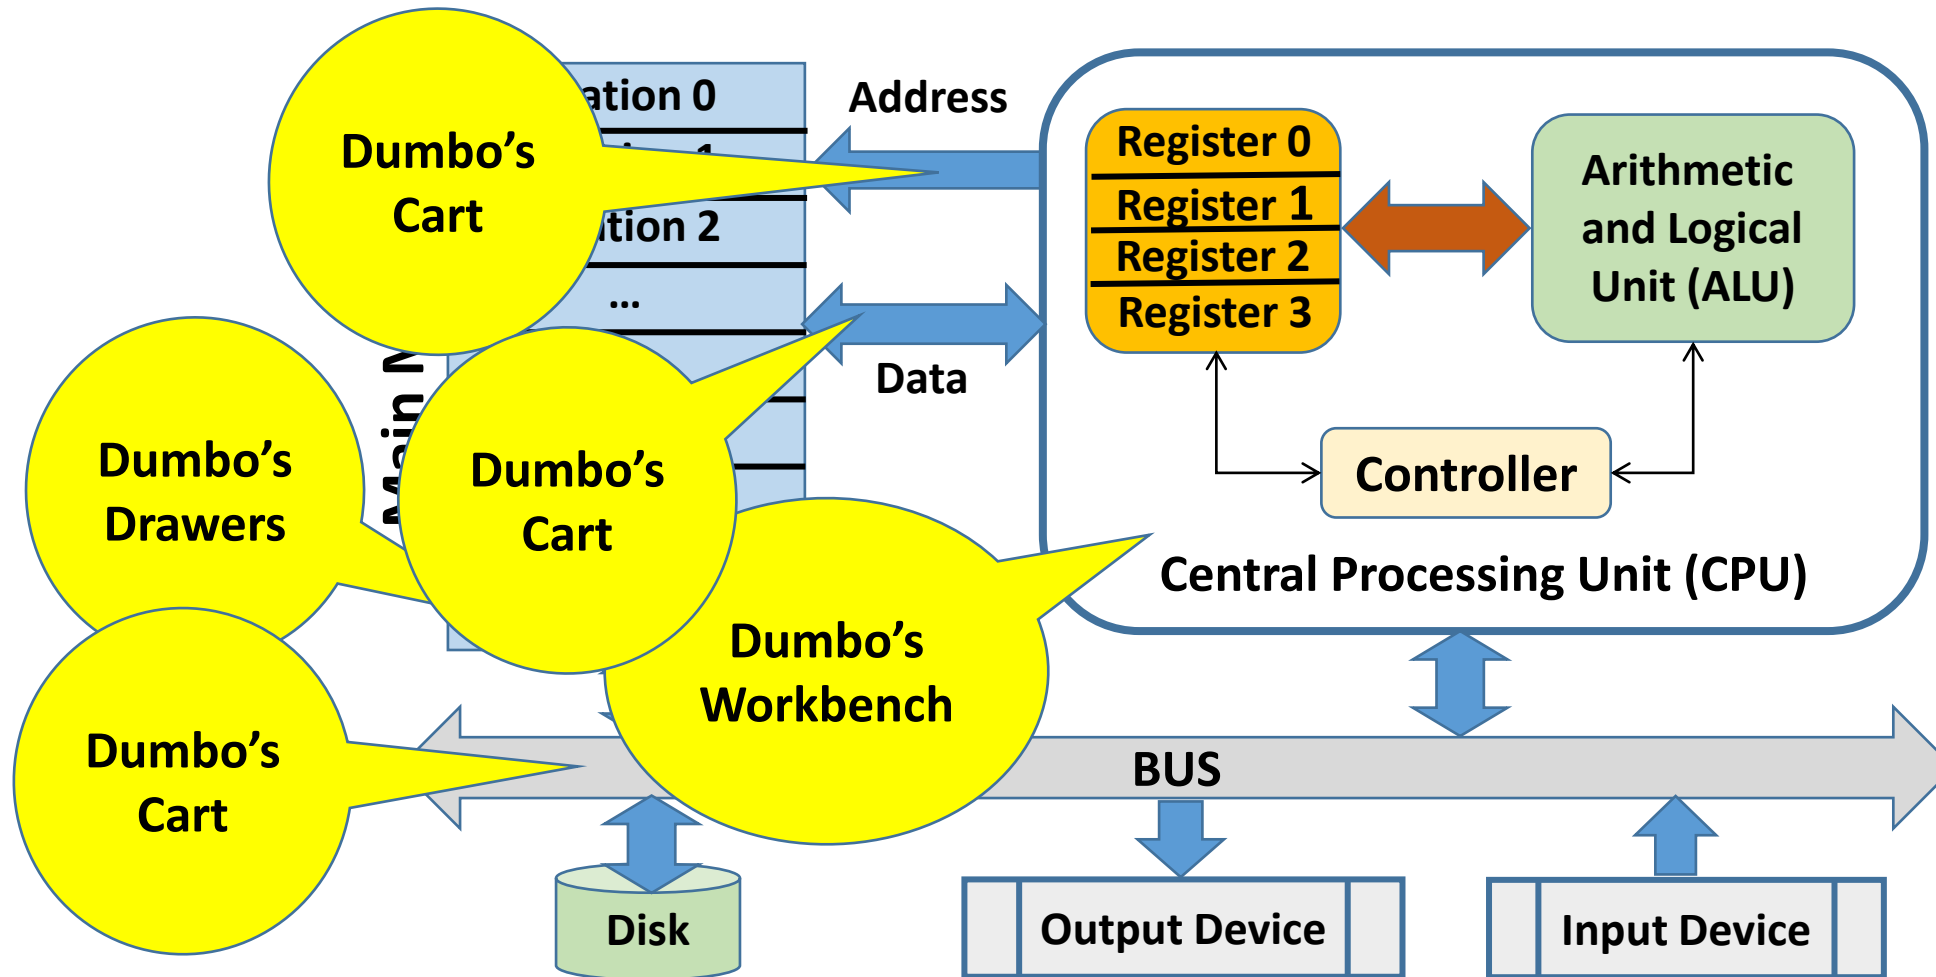 Dumbo's
Cart
ation 0
ation 2
...
Address
Data
Register 0
Register 1
Register 2
Register 3
Arithmetic
and Logical
Unit (ALU)
Controller
Central Processing Unit (CPU)
Main
Dumbo's
Drawers
Dumbo's
Cart
Dumbo's
Workbench
Dumbo's
Cart
BUS
Disk
Output Device
Input Device